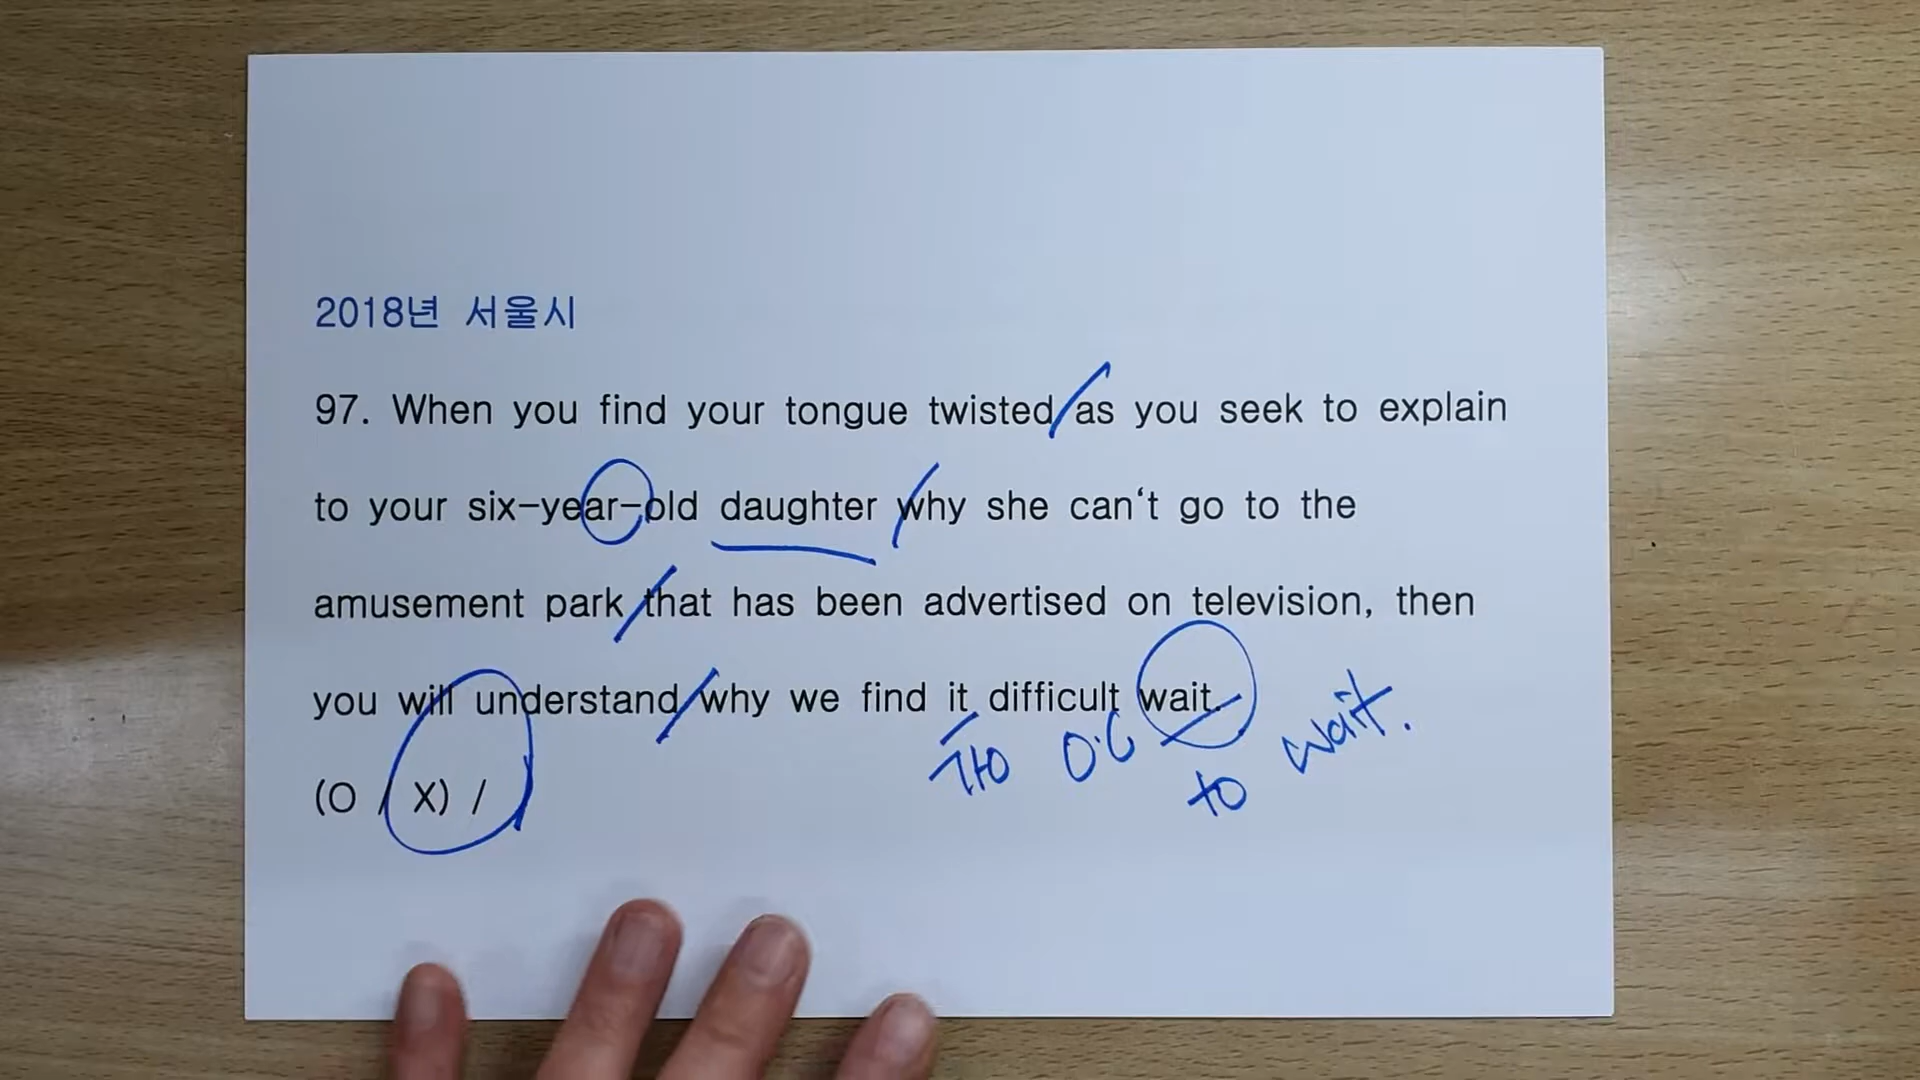 2018년 서울시
97. When you find your tongue twisted as you seek to explain
to your six-year-old daughter why she can't go to the
amusement park that has been advertised on television, then
you will understand why we find it difficult wait.
가O O·C to wait.
(O / X) /